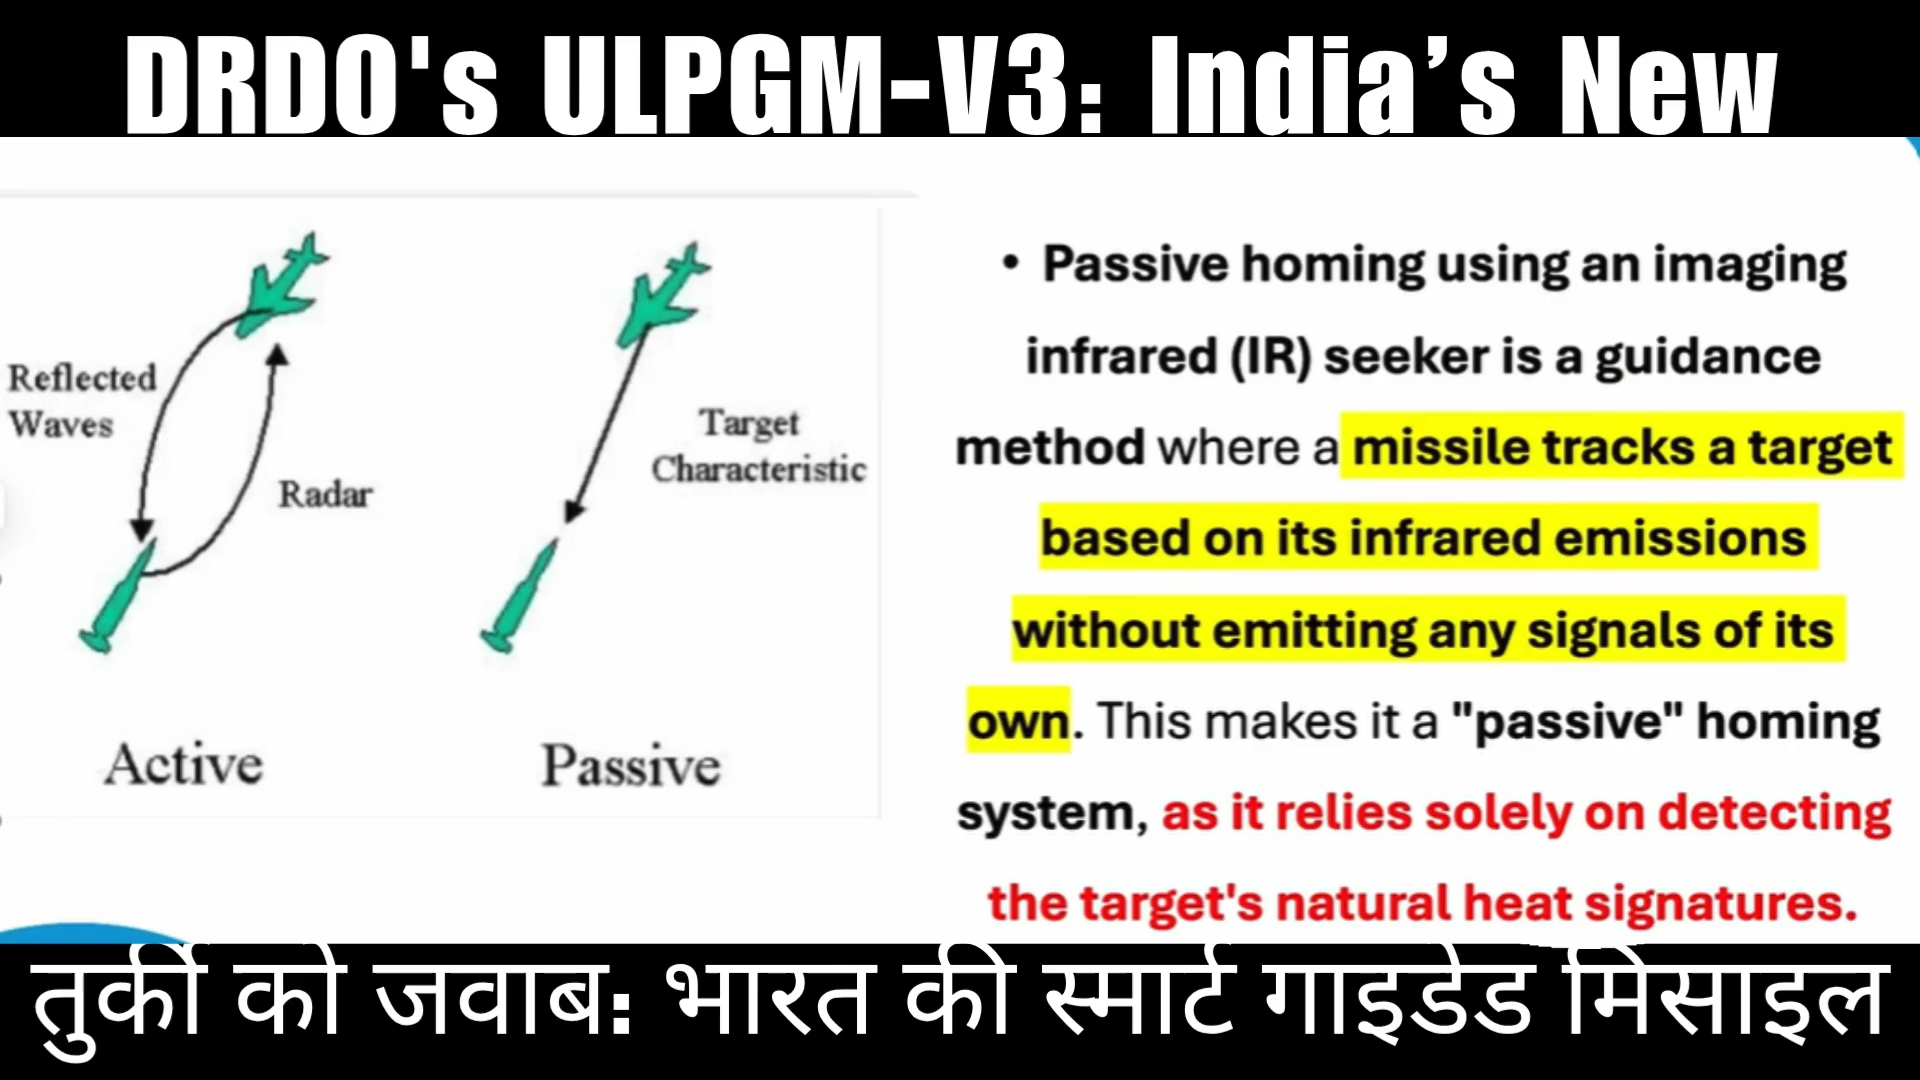 DRDO's ULPGM-V3: India’s New
Reflected
Waves
Radar
Active
Target
Characteristic
Passive
• Passive homing using an imaging
infrared (IR) seeker is a guidance
method where a missile tracks a target
based on its infrared emissions
without emitting any signals of its
own. This makes it a "passive" homing
system, as it relies solely on detecting
the target's natural heat signatures.
तुर्की को जवाब: भारत की स्मार्ट गाइडेड मिसाइल